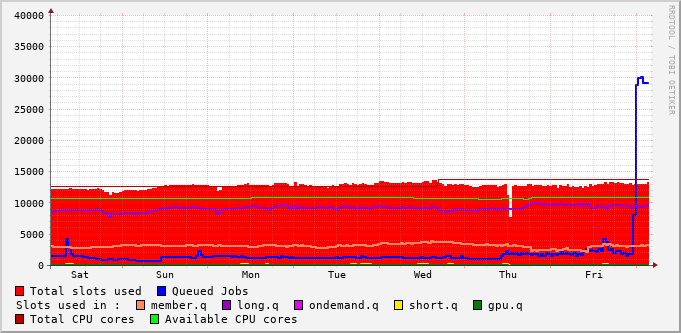 40000
35000
30000
25000
20000
15000
10000
5000
0
Sat Sun Mon Tue Wed Thu Fri
RRDTOOL / TOBI OETIKER
Total slots used Queued Jobs
Slots used in : member.q long.q ondemand.q short.q gpu.q
Total CPU cores Available CPU cores